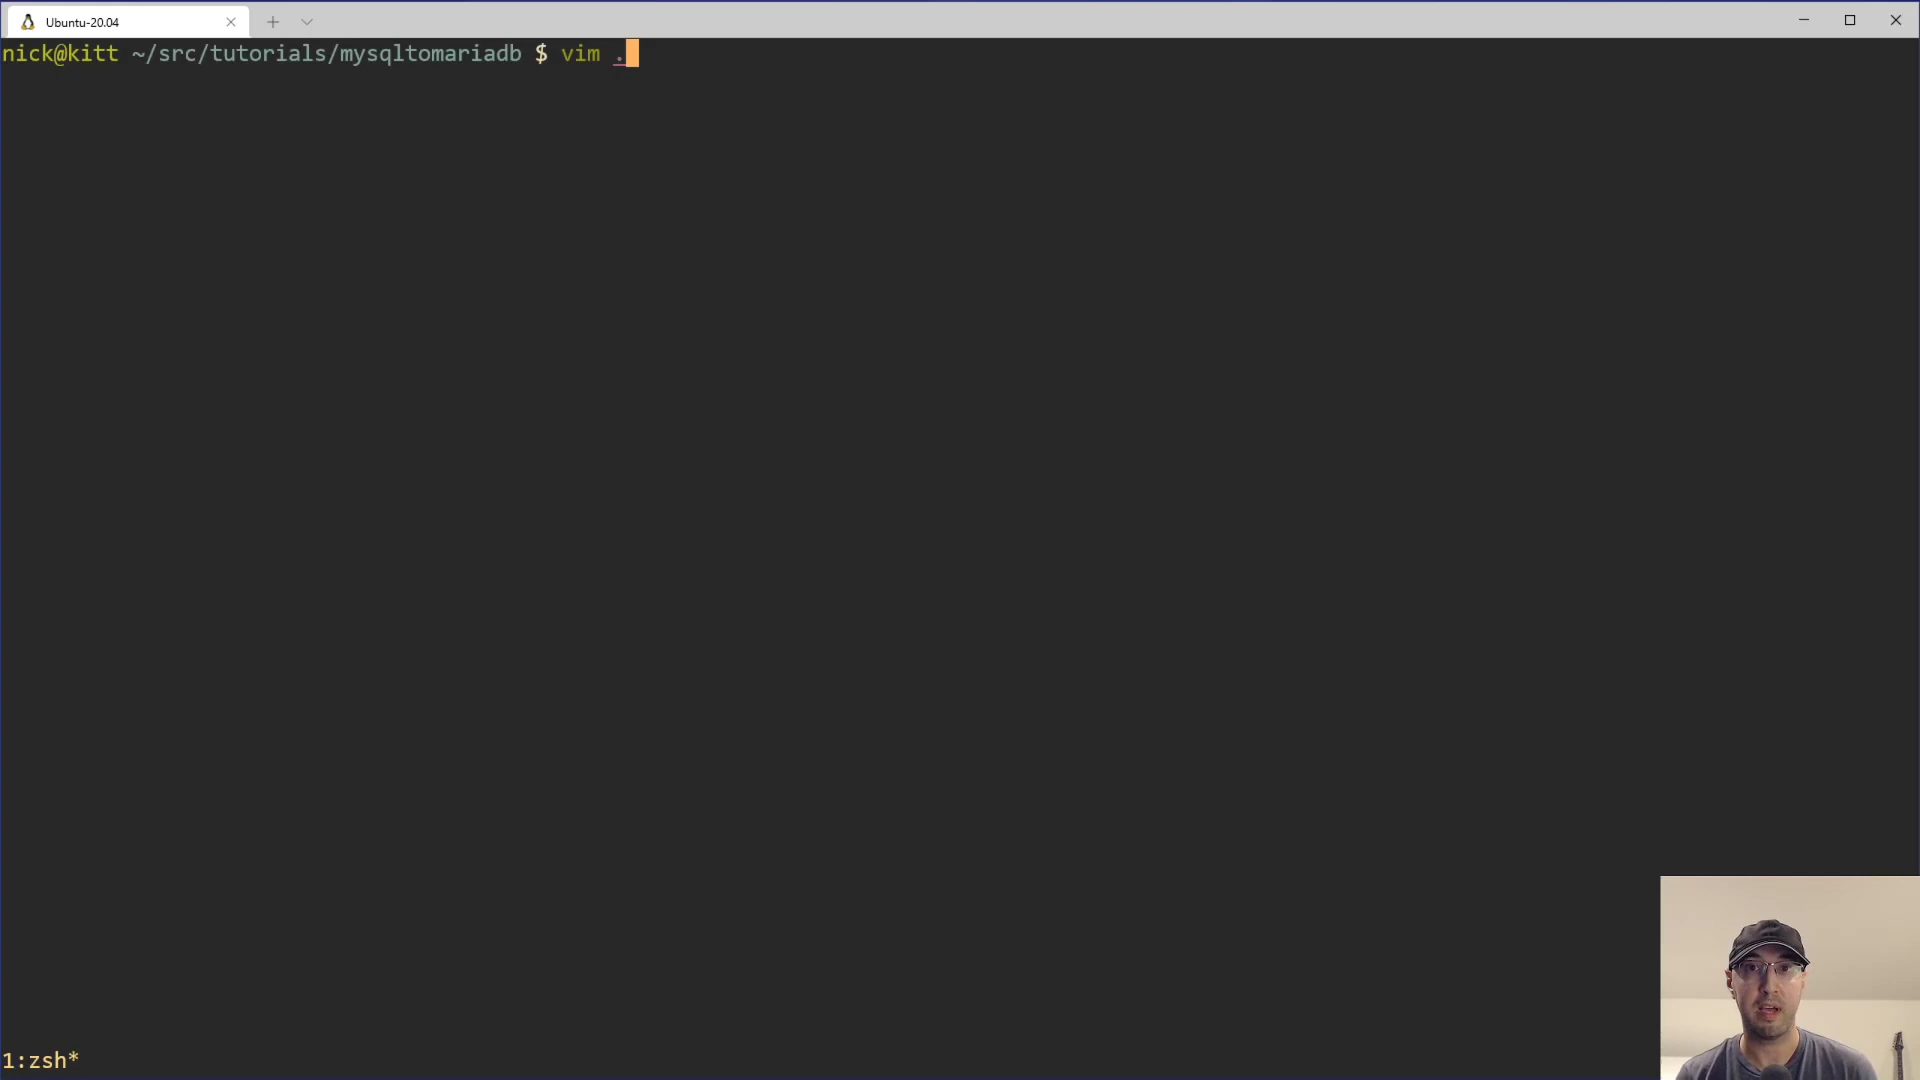 Ubuntu-20.04
nick@kitt ~/src/tutorials/mysqltomariadb $ vim .
1:zsh*